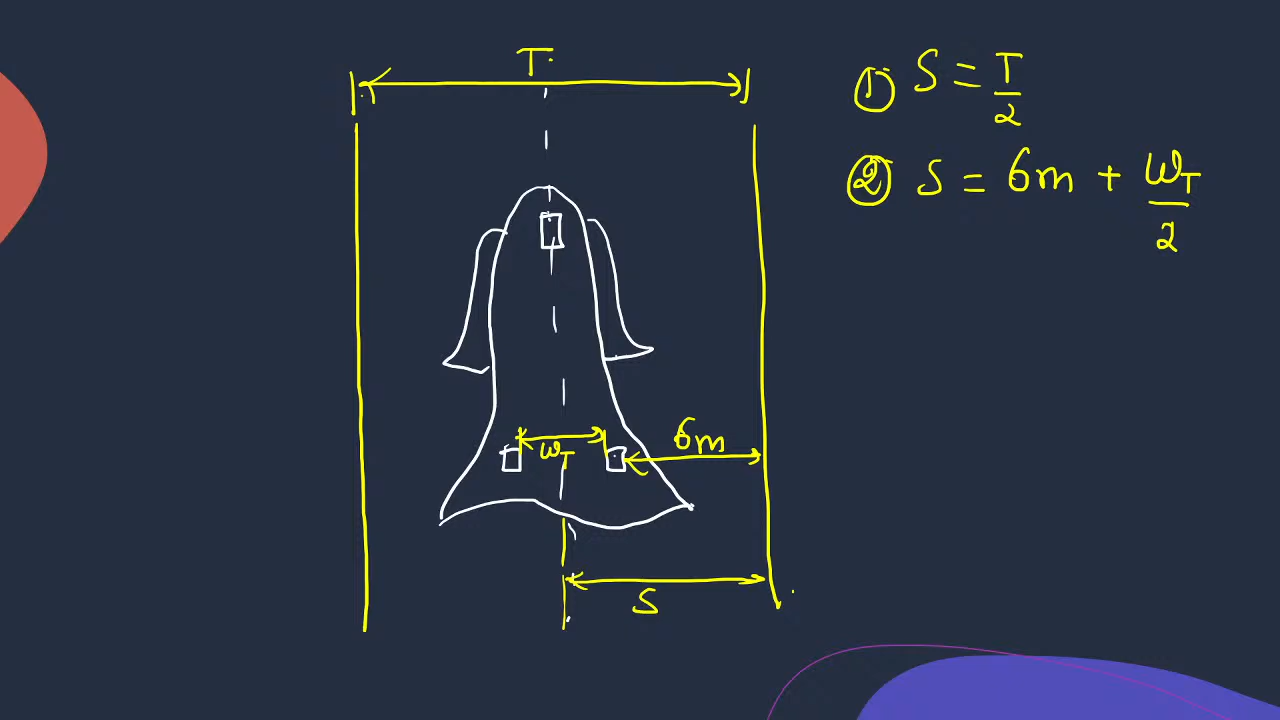 T
① S = T/2
② S = 6m + W_T/2
6m
W_T
S